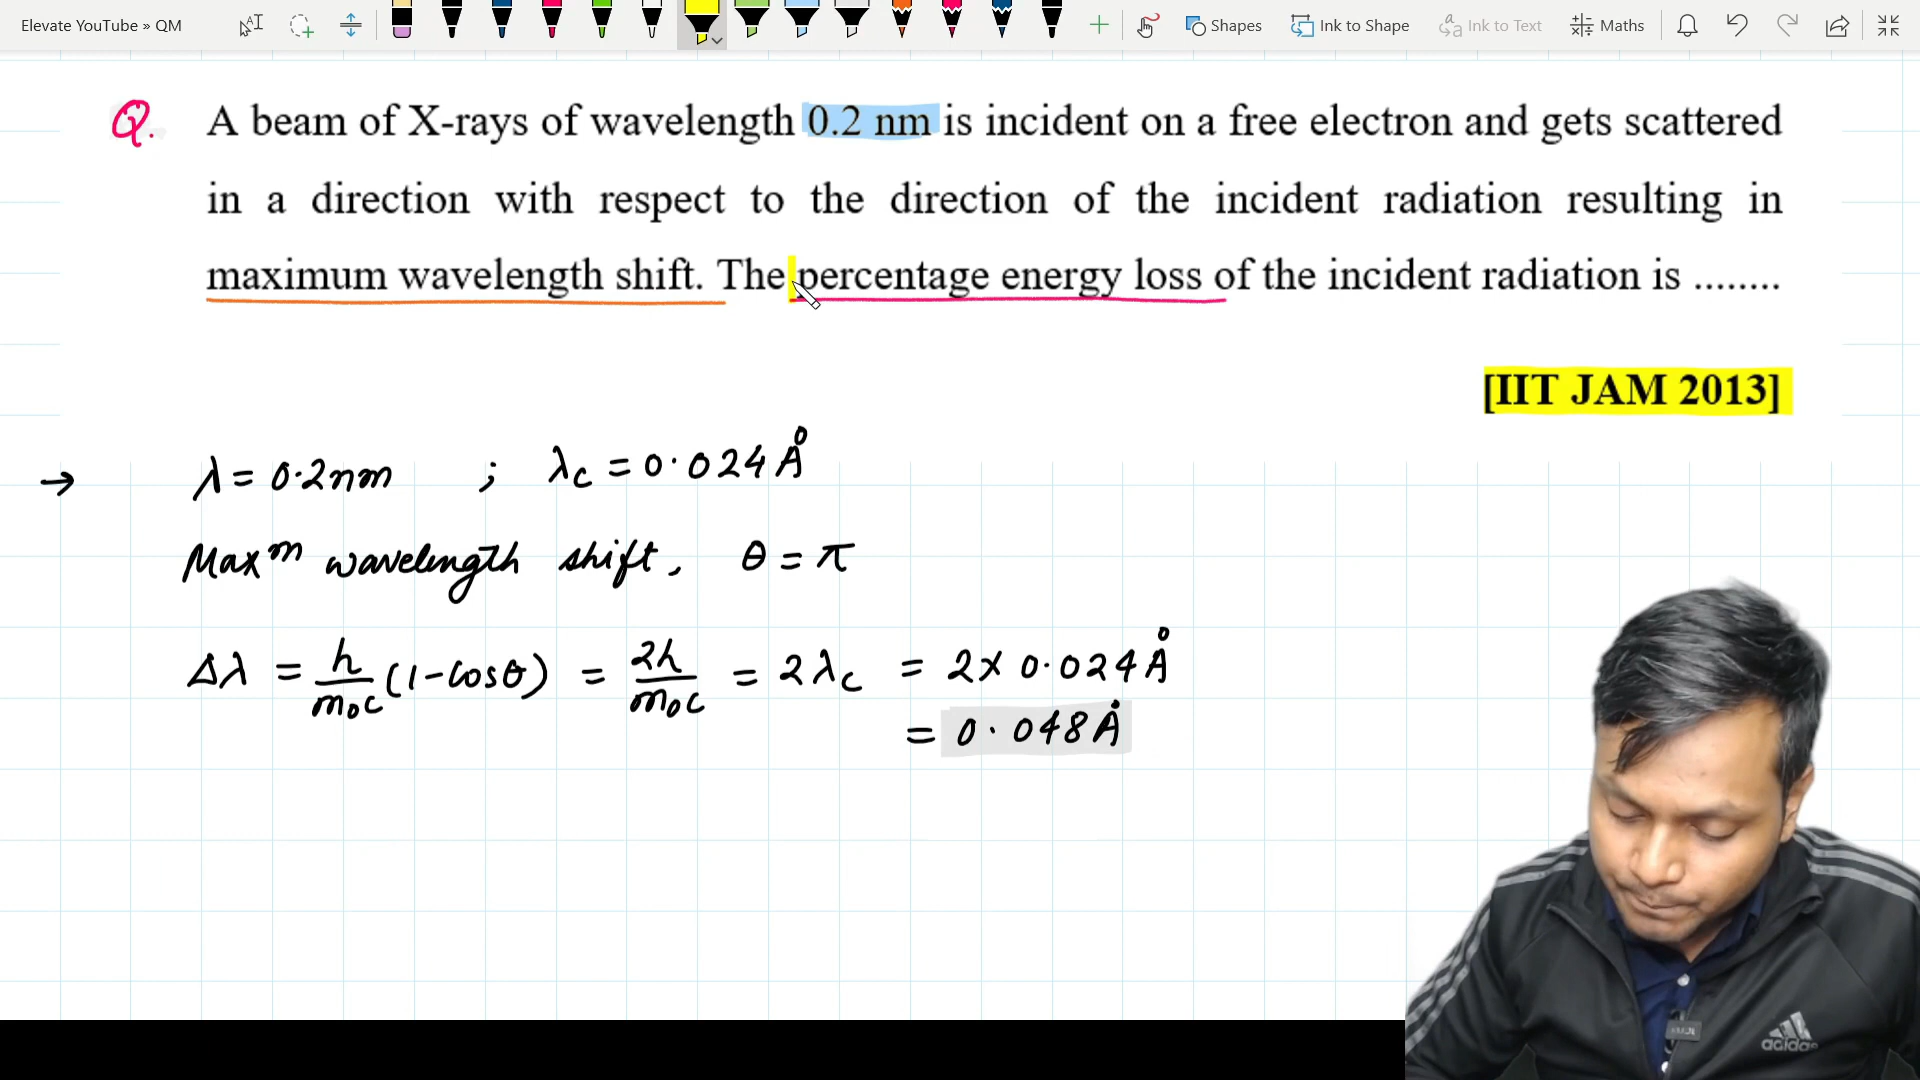 Elevate YouTube » QM
Shapes
Ink to Shape
Ink to Text
Maths
Q. A beam of X-rays of wavelength 0.2 nm is incident on a free electron and gets scattered
in a direction with respect to the direction of the incident radiation resulting in
maximum wavelength shift. The percentage energy loss of the incident radiation is ........
[IIT JAM 2013]
→ λ = 0.2nm ; λc = 0.024 Å
Maxᵐ wavelength shift, θ = π
Δλ = h/m₀c (1-cosθ) = 2h/m₀c = 2λc = 2 x 0.024 Å
= 0.048 Å
adidas